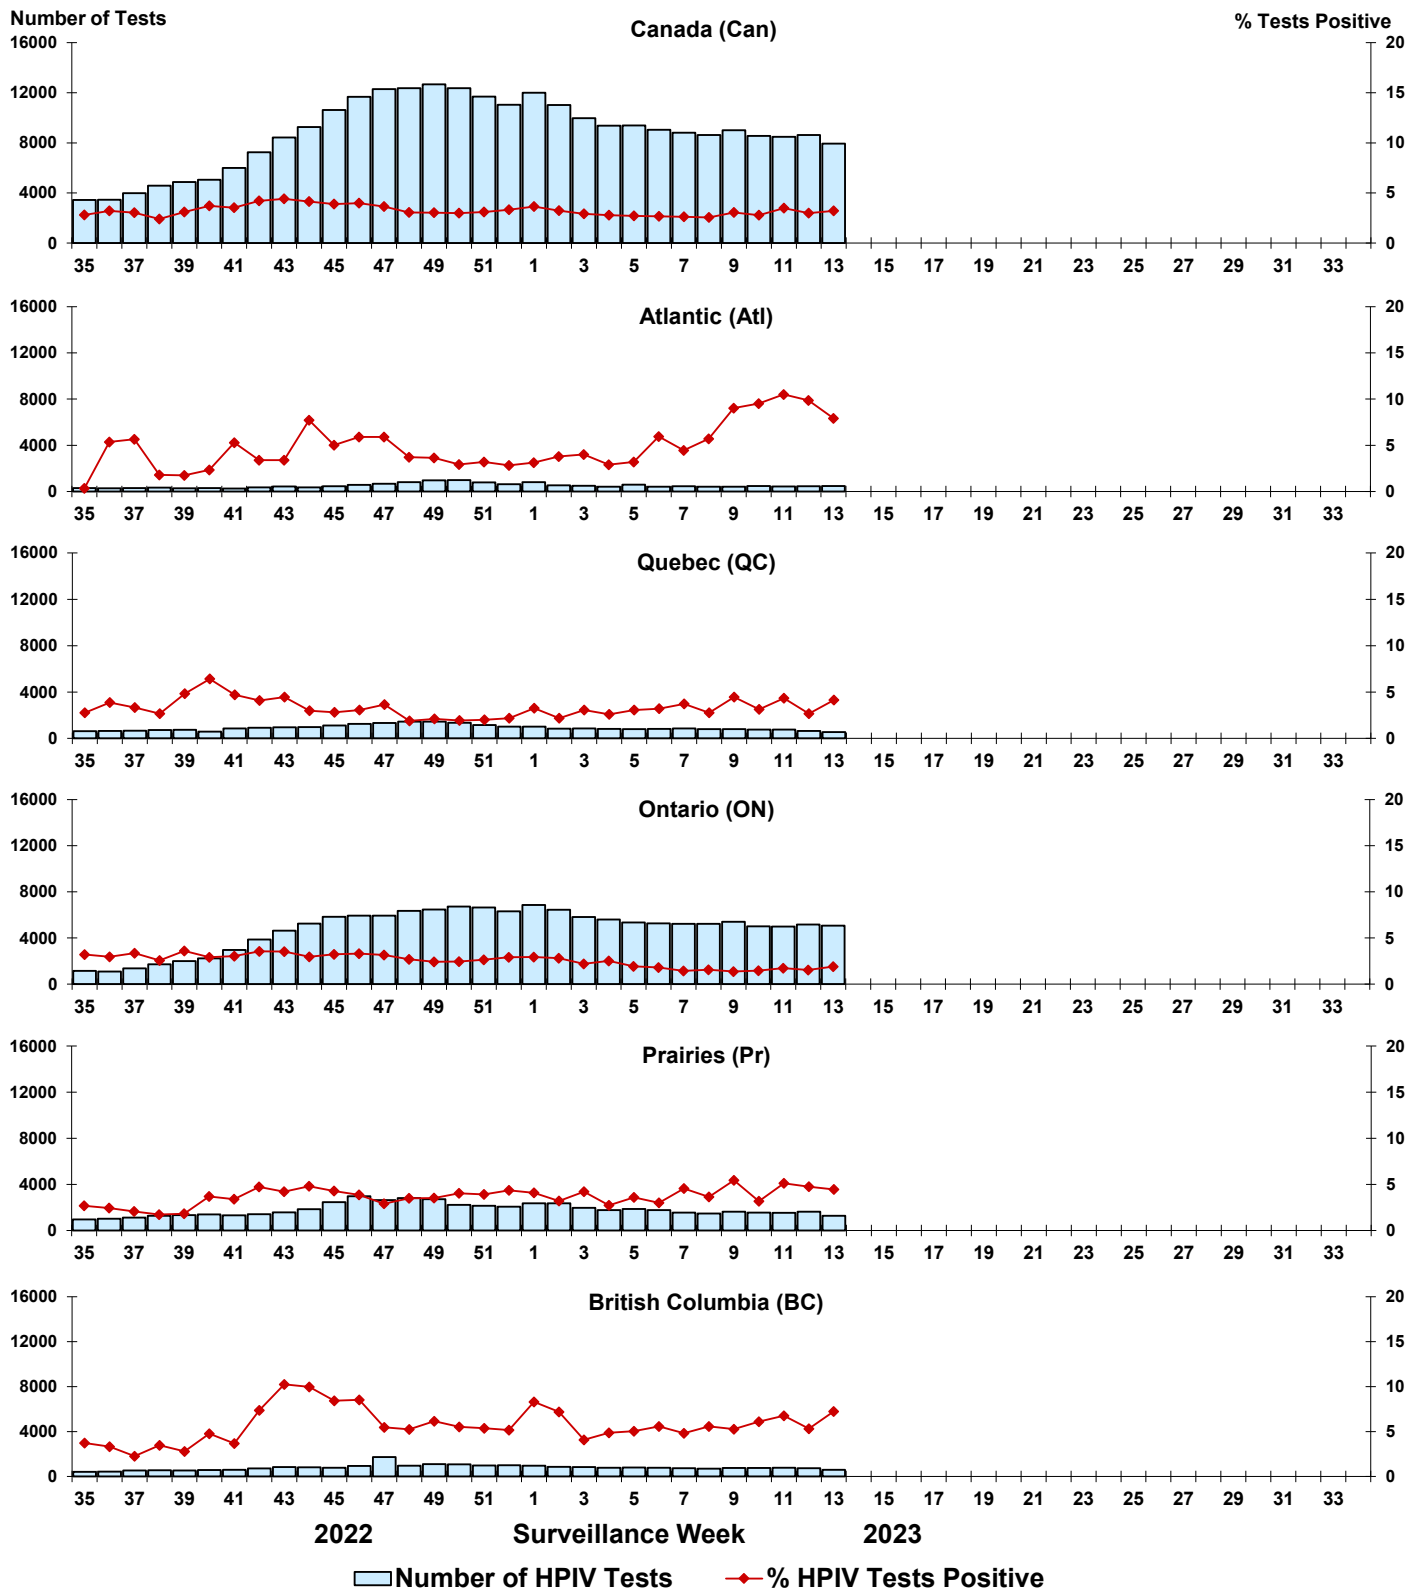 Number of Tests
Canada (Can)
% Tests Positive
16000 20
12000 15
8000 10
4000 5
0 0
35 37 39 41 43 45 47 49 51 1 3 5 7 9 11 13 15 17 19 21 23 25 27 29 31 33
Atlantic (Atl)
16000 20
12000 15
8000 10
4000 5
0 0
35 37 39 41 43 45 47 49 51 1 3 5 7 9 11 13 15 17 19 21 23 25 27 29 31 33
Quebec (QC)
16000 20
12000 15
8000 10
4000 5
0 0
35 37 39 41 43 45 47 49 51 1 3 5 7 9 11 13 15 17 19 21 23 25 27 29 31 33
Ontario (ON)
16000 20
12000 15
8000 10
4000 5
0 0
35 37 39 41 43 45 47 49 51 1 3 5 7 9 11 13 15 17 19 21 23 25 27 29 31 33
Prairies (Pr)
16000 20
12000 15
8000 10
4000 5
0 0
35 37 39 41 43 45 47 49 51 1 3 5 7 9 11 13 15 17 19 21 23 25 27 29 31 33
British Columbia (BC)
16000 20
12000 15
8000 10
4000 5
0 0
35 37 39 41 43 45 47 49 51 1 3 5 7 9 11 13 15 17 19 21 23 25 27 29 31 33
2022 Surveillance Week 2023
Number of HPIV Tests % HPIV Tests Positive